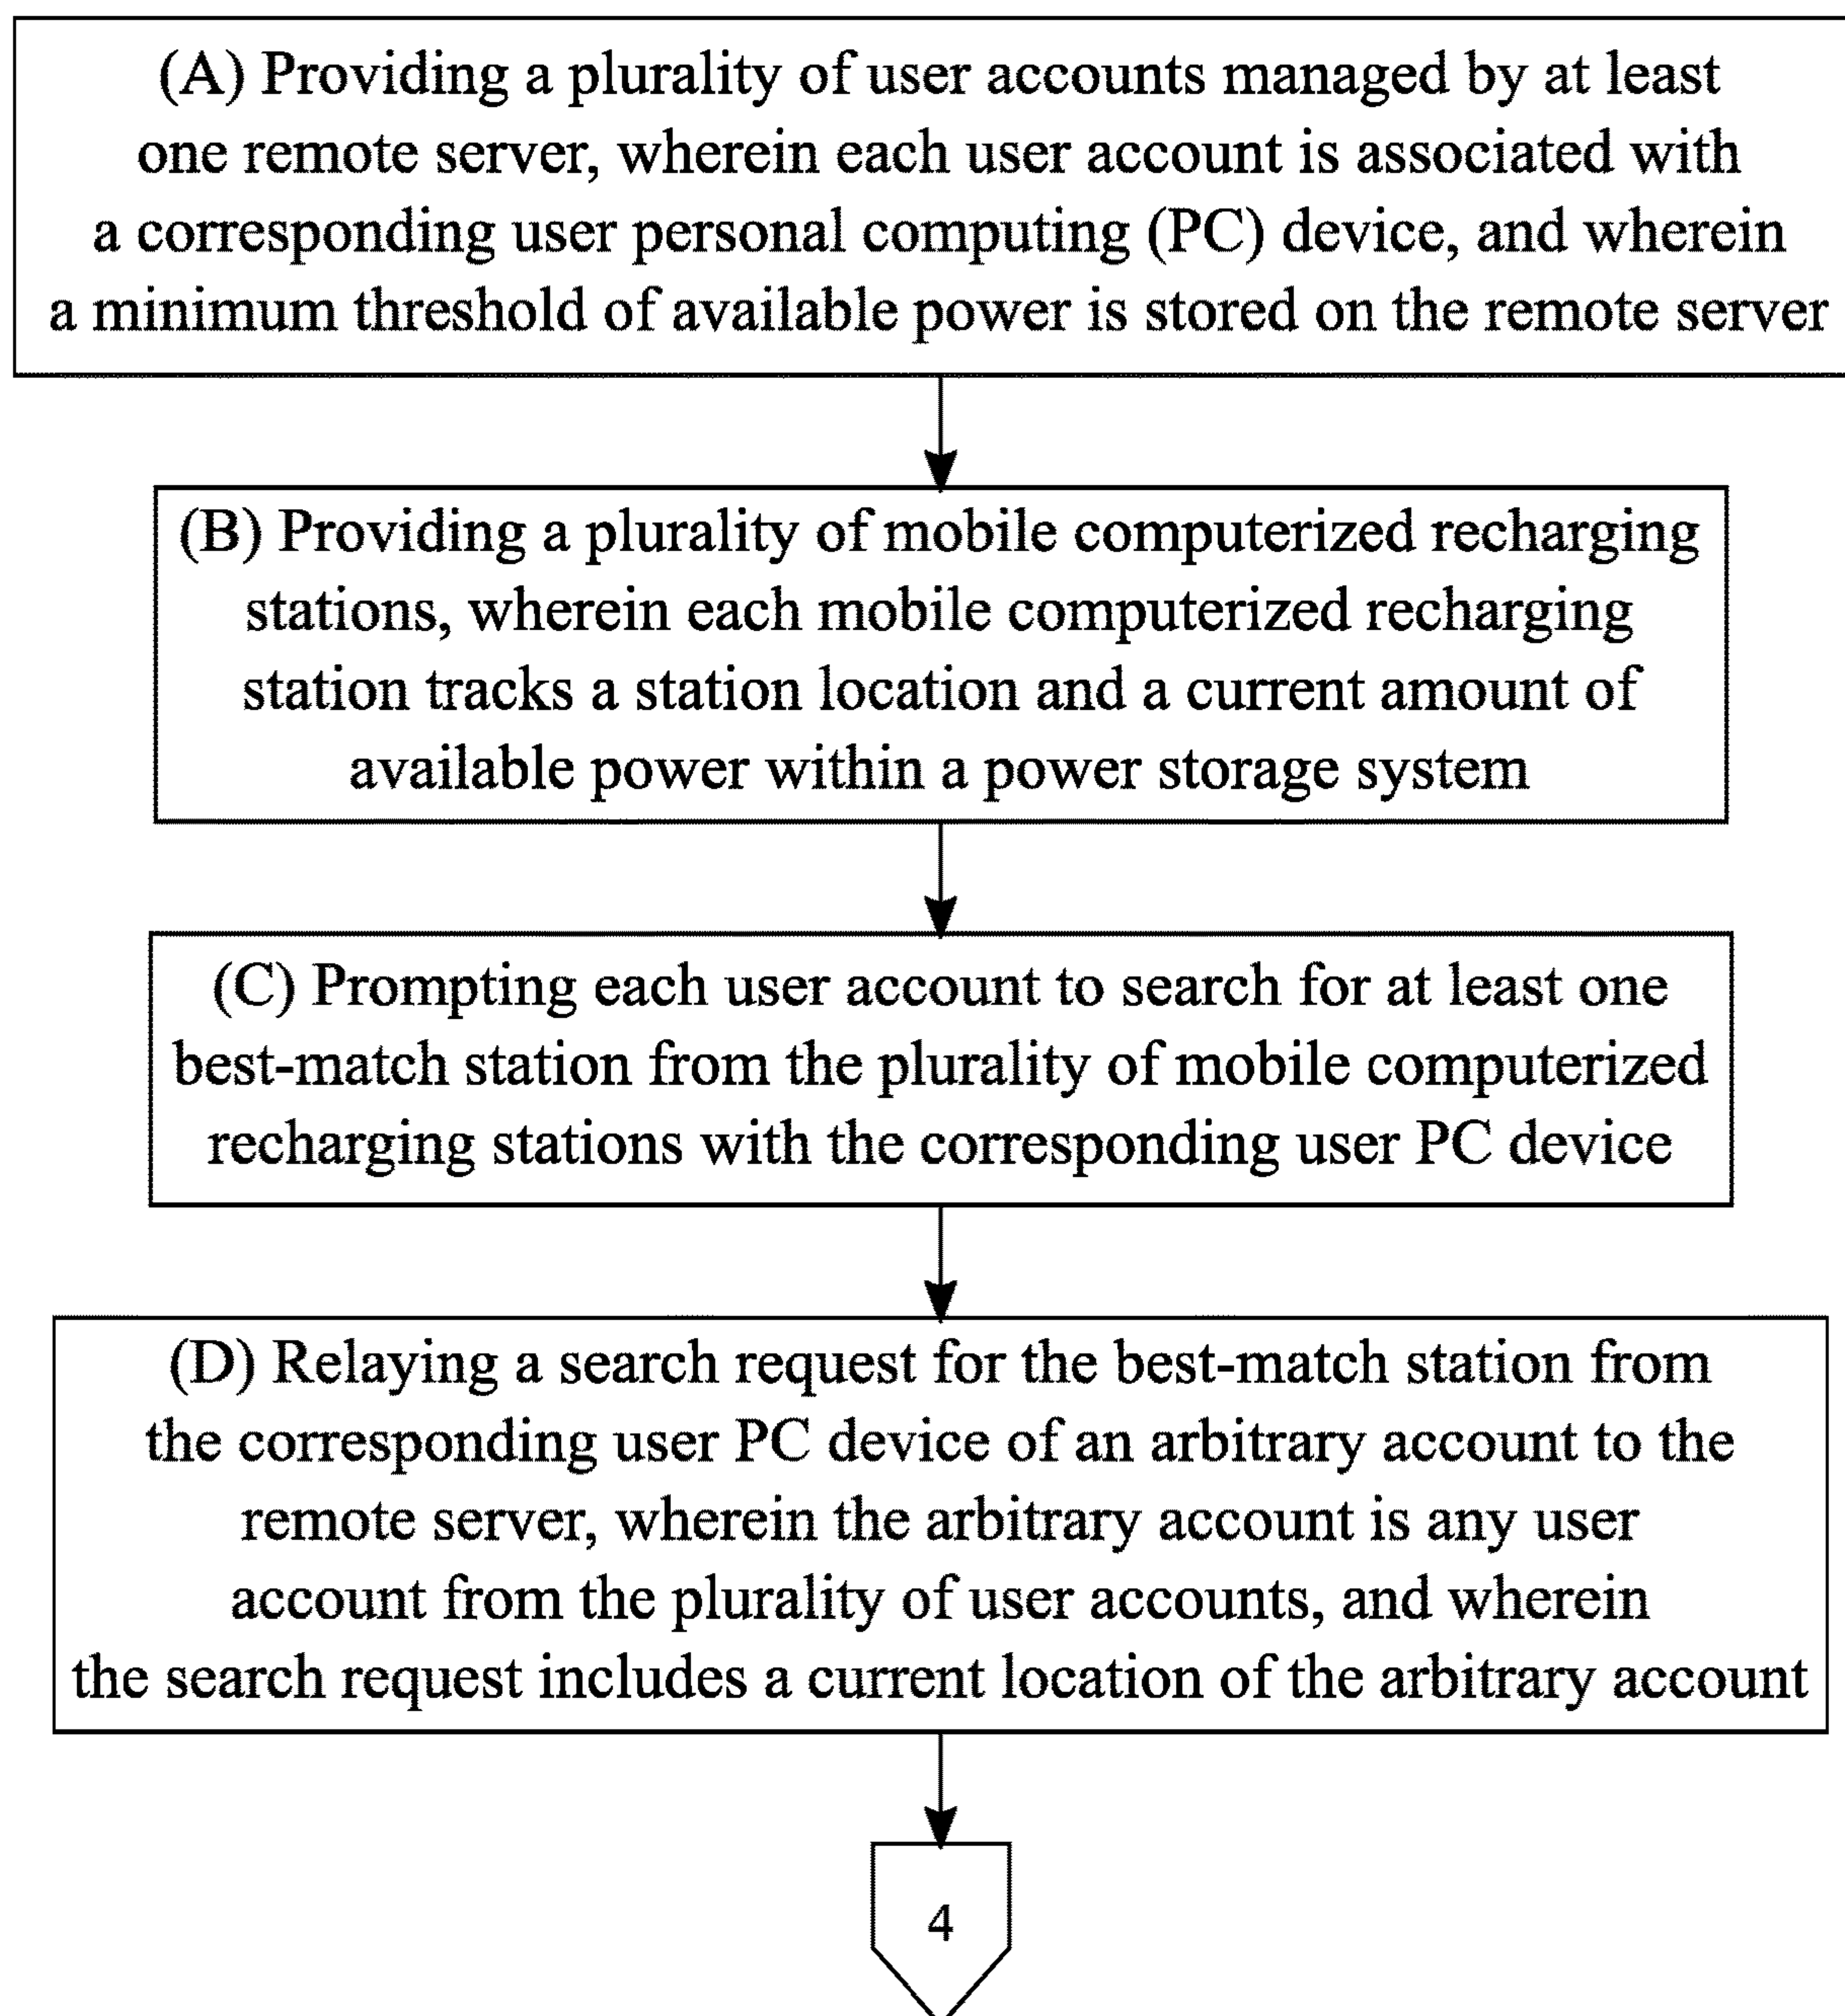 (A) Providing a plurality of user accounts managed by at least
one remote server, wherein each user account is associated with
a corresponding user personal computing (PC) device, and wherein
a minimum threshold of available power is stored on the remote server
(B) Providing a plurality of mobile computerized recharging
stations, wherein each mobile computerized recharging
station tracks a station location and a current amount of
available power within a power storage system
(C) Prompting each user account to search for at least one
best-match station from the plurality of mobile computerized
recharging stations with the corresponding user PC device
(D) Relaying a search request for the best-match station from
the corresponding user PC device of an arbitrary account to the
remote server, wherein the arbitrary account is any user
account from the plurality of user accounts, and wherein
the search request includes a current location of the arbitrary account
4